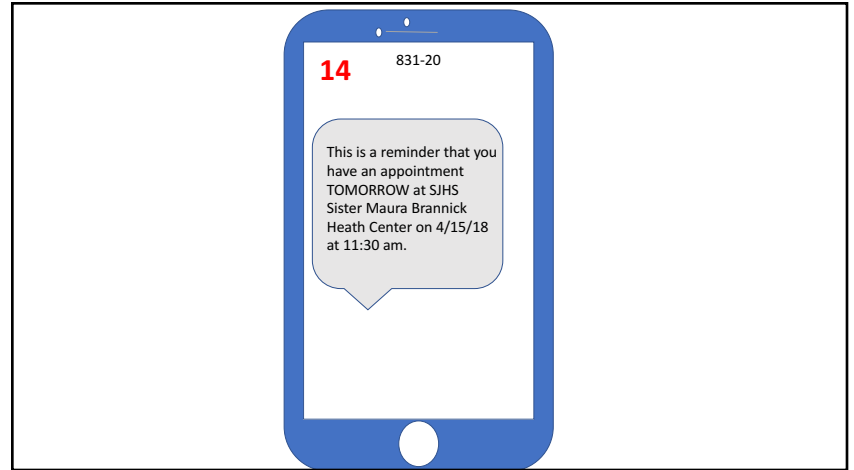 14
831-20
This is a reminder that you
have an appointment
TOMORROW at SJHS
Sister Maura Brannick
Heath Center on 4/15/18
at 11:30 am.